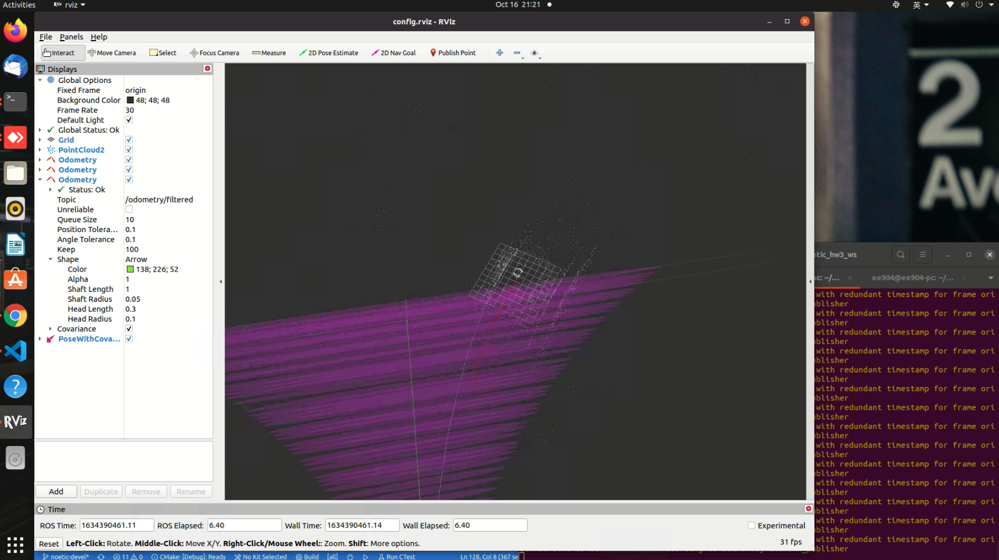 Activities
rviz
Oct 16 21:21
英
config.rviz - RViz
File Panels Help
Interact
Move Camera
Select
Focus Camera
Measure
2D Pose Estimate
2D Nav Goal
Publish Point
Displays
Global Options
Fixed Frame origin
Background Color 48; 48; 48
Frame Rate 30
Default Light
Global Status: Ok
Grid
PointCloud2
Odometry
Odometry
Odometry
Status: Ok
Topic /odometry/filtered
Unreliable
Queue Size 10
Position Tolera... 0.1
Angle Tolerance 0.1
Keep 100
Shape Arrow
Color 138; 226; 52
Alpha 1
Shaft Length 1
Shaft Radius 0.05
Head Length 0.3
Head Radius 0.1
Covariance
PoseWithCova...
Add Duplicate Remove Rename
Time
ROS Time: 1634390461.11 ROS Elapsed: 6.40 Wall Time: 1634390461.14 Wall Elapsed: 6.40 Experimental
Reset Left-Click: Rotate. Middle-Click: Move X/Y. Right-Click/Mouse Wheel:: Zoom. Shift: More options. 31 fps
noetic-devel* 11 0 CMake: [Debug]: Ready No Kit Selected Build [all] Run CTest Ln 128, Col 8 (367 se
RViz
2
Av
etic_hw3_ws
pc: ~/... ee904@ee904-pc: ~/...
with redundant timestamp for frame ori
blisher
with redundant timestamp for frame ori
blisher
with redundant timestamp for frame ori
blisher
with redundant timestamp for frame ori
blisher
with redundant timestamp for frame ori
blisher
with redundant timestamp for frame ori
blisher
with redundant timestamp for frame ori
blisher
with redundant timestamp for frame ori
blisher
with redundant timestamp for frame ori
blisher
with redundant timestamp for frame ori
blisher
with redundant timestamp for frame ori
blisher
with redundant timestamp for frame ori
blisher
with redundant timestamp for frame ori
blisher
with redundant timestamp for frame ori
blisher